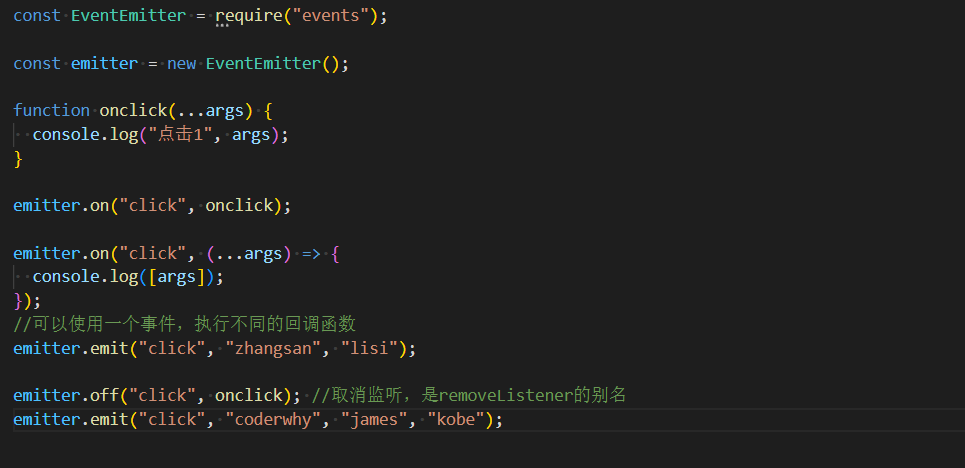 const EventEmitter = require("events");
const emitter = new EventEmitter();
function onclick(...args) {
console.log("点击1", args);
}
emitter.on("click", onclick);
emitter.on("click", (...args) => {
console.log([args]);
});
//可以使用一个事件，执行不同的回调函数
emitter.emit("click", "zhangsan", "lisi");
emitter.off("click", onclick); //取消监听，是removeListener的别名
emitter.emit("click", "coderwhy", "james", "kobe");